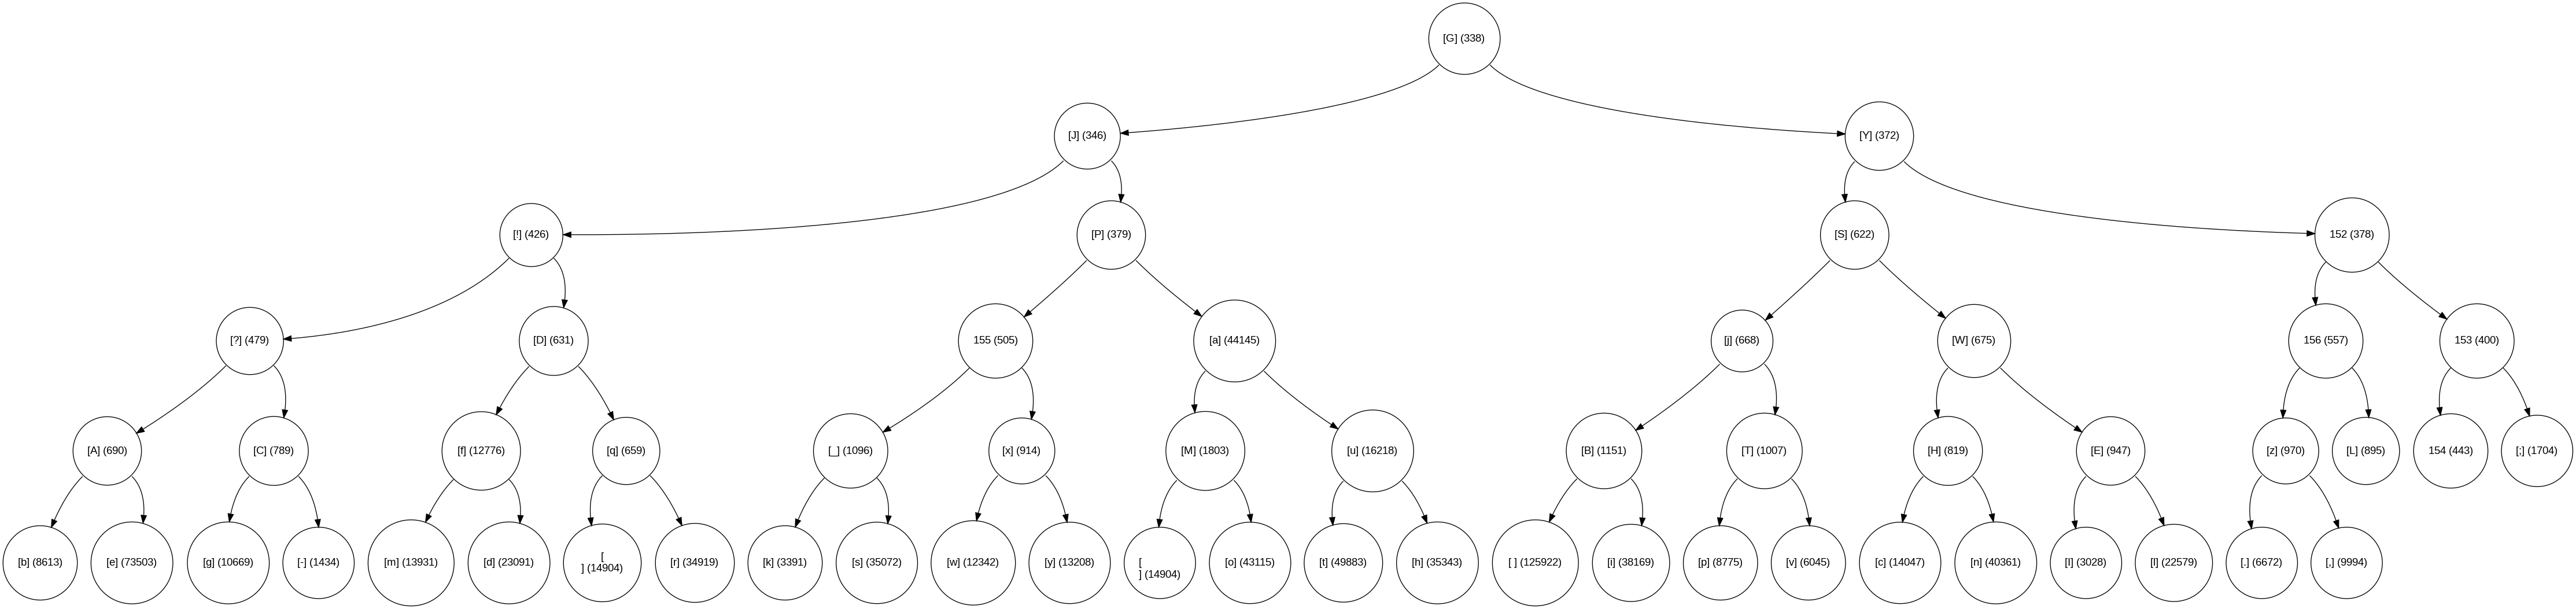 [G] (338)
[J] (346)
[Y] (372)
[!] (426)
[P] (379)
[S] (622)
152 (378)
[?] (479)
[D] (631)
155 (505)
[a] (44145)
[j] (668)
[W] (675)
156 (557)
153 (400)
[A] (690)
[C] (789)
[f] (12776)
[q] (659)
[_] (1096)
[x] (914)
[M] (1803)
[u] (16218)
[B] (1151)
[T] (1007)
[H] (819)
[E] (947)
[z] (970)
[L] (895)
154 (443)
[;] (1704)
[b] (8613)
[e] (73503)
[g] (10669)
[-] (1434)
[m] (13931)
[d] (23091)
[
] (14904)
[r] (34919)
[k] (3391)
[s] (35072)
[w] (12342)
[y] (13208)
[
] (14904)
[o] (43115)
[t] (49883)
[h] (35343)
[ ] (125922)
[i] (38169)
[p] (8775)
[v] (6045)
[c] (14047)
[n] (40361)
[I] (3028)
[l] (22579)
[.] (6672)
[,] (9994)